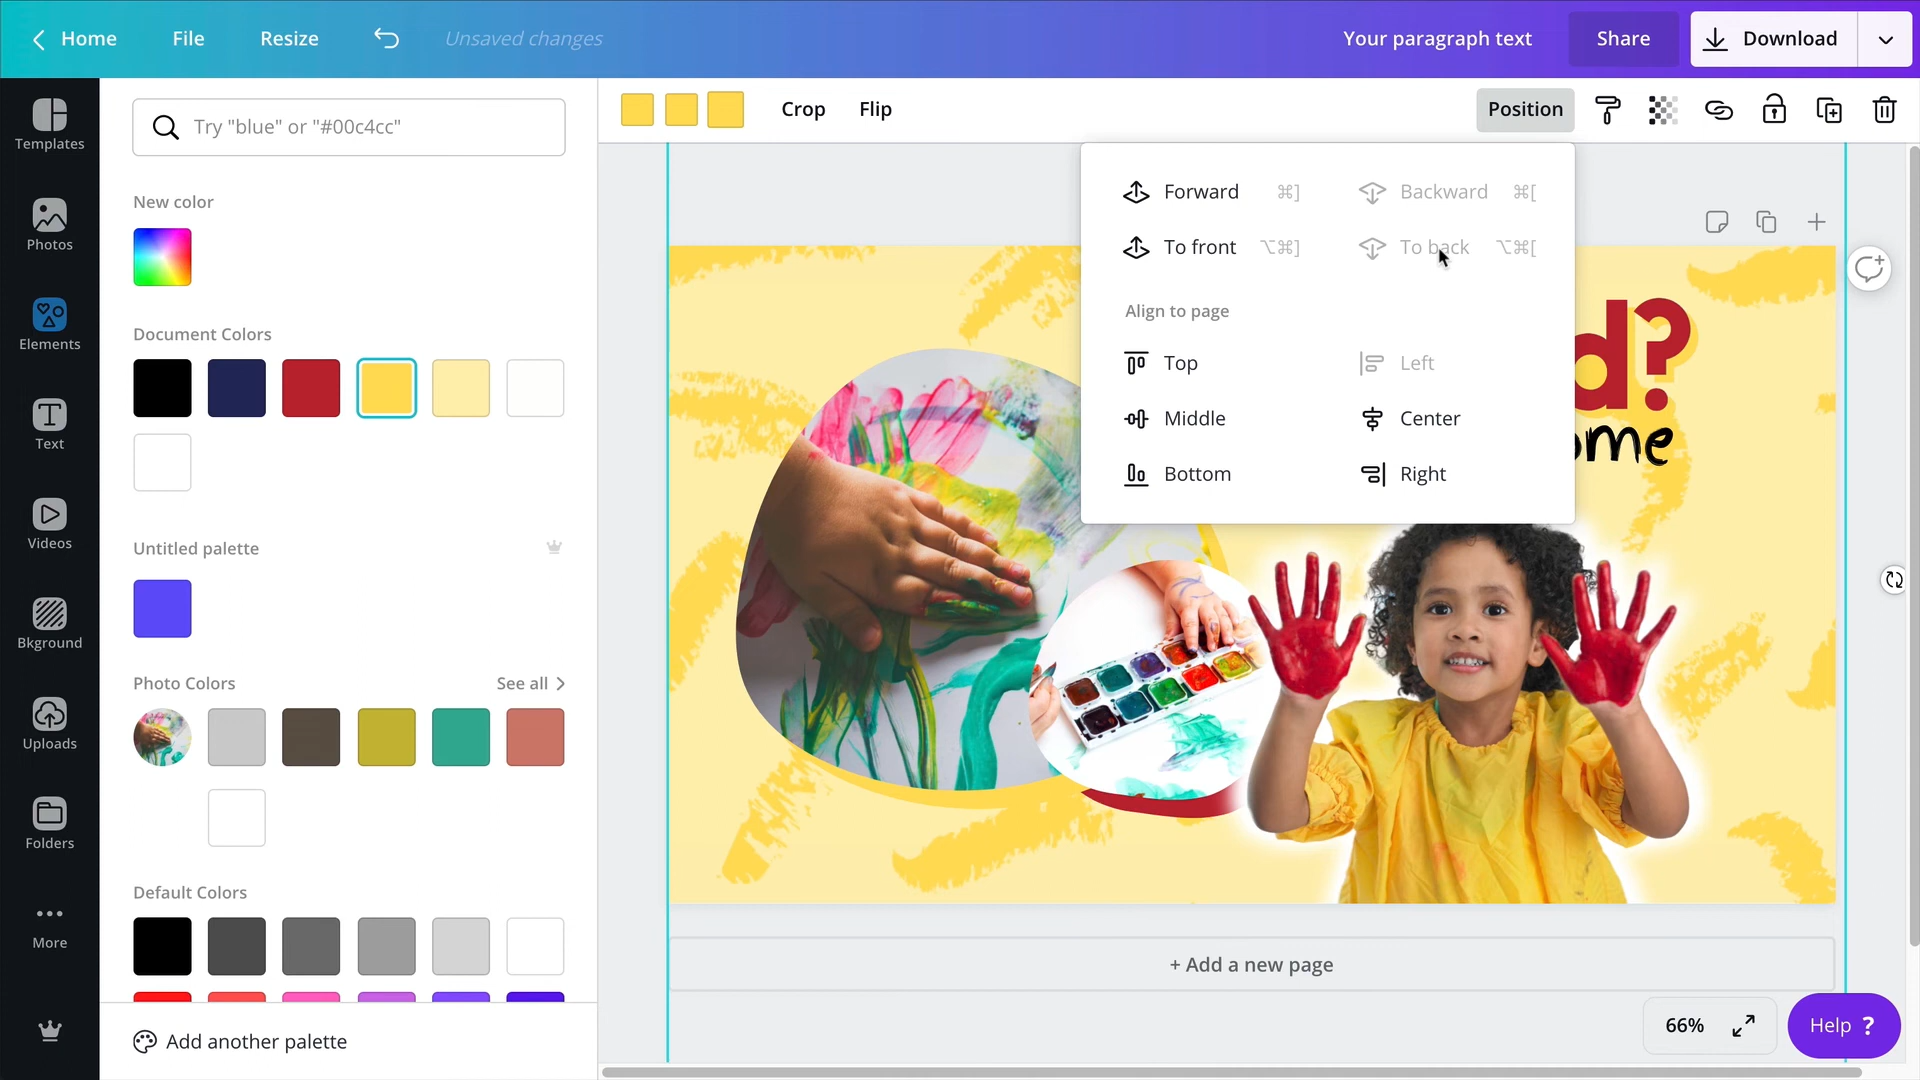 Home File Resize Unsaved changes Your paragraph text Share Download
Templates
Photos
Elements
Text
Videos
Bkground
Uploads
Folders
More
Try "blue" or "#00c4cc"
New color
Document Colors
Untitled palette
Photo Colors See all
Default Colors
Add another palette
Crop Flip Position
Forward ⌘] Backward ⌘[
To front ⌥⌘] To back ⌥⌘[
Align to page
Top Left
Middle Center
Bottom Right
d?
ome
+ Add a new page
66% Help ?